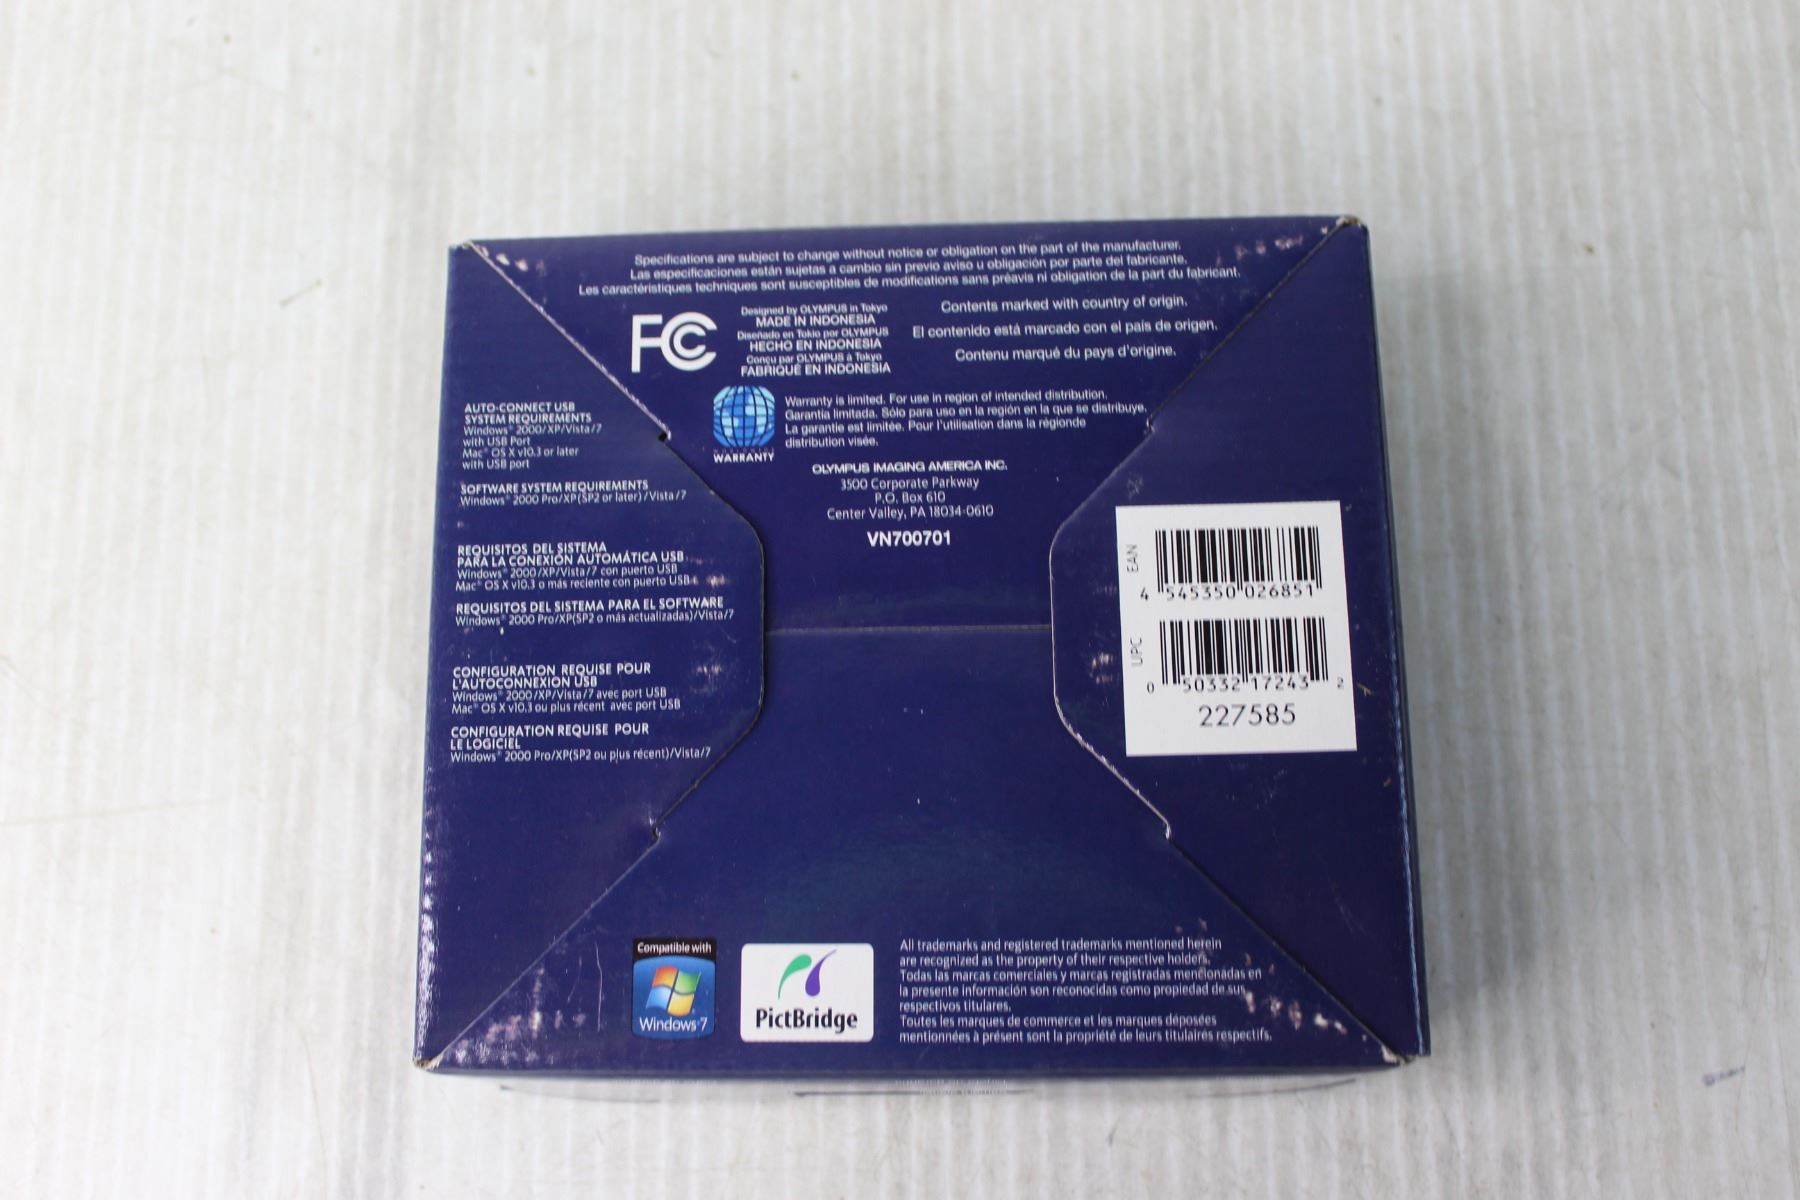 Specifications are subject to change without notice or obligation on the part of the manufacturer.
Las especificaciones están sujetas a cambio sin previo aviso u obligación por parte del fabricante.
Les caractéristiques techniques sont susceptibles de modifications sans préavis ni obligation de la part du fabricant.
FC
Designed by OLYMPUS in Tokyo
MADE IN INDONESIA
Diseñado en Tokio por OLYMPUS
HECHO EN INDONESIA
Conçu par OLYMPUS à Tokyo
FABRIQUÉ EN INDONESIA
Contents marked with country of origin.
El contenido está marcado con el pais de origen.
Contenu marqué du pays d'origine.
WARRANTY
Warranty is limited. For use in region of intended distribution.
Garantía limitada. Sólo para uso en la región en la que se distribuye.
La garantie est limitée. Pour l'utilisation dans la régionde
distribution visée.
OLYMPUS IMAGING AMERICA INC.
3500 Corporate Parkway
P.O. Box 610
Center Valley, PA 18034-0610
VN700701
AUTO-CONNECT USB
SYSTEM REQUIREMENTS
Windows® 2000/XP/Vista/7
with USB Port
Mac® OS X v10.3 or later
with USB port
SOFTWARE SYSTEM REQUIREMENTS
Windows® 2000 Pro/XP(SP2 or later)/Vista/7
REQUISITOS DEL SISTEMA
PARA LA CONEXIÓN AUTOMÁTICA USB
Windows® 2000/XP/Vista/7 con puerto USB
Mac® OS X v10.3 o más reciente con puerto USB
REQUISITOS DEL SISTEMA PARA EL SOFTWARE
Windows® 2000 Pro/XP(SP2 o más actualizadas)/Vista/7
CONFIGURATION REQUISE POUR
L'AUTOCONNEXION USB
Windows® 2000/XP/Vista/7 avec port USB
Mac® OS X v10.3 ou plus récent avec port USB
CONFIGURATION REQUISE POUR
LE LOGICIEL
Windows® 2000 Pro/XP(SP2 ou plus récent)/Vista/7
EAN
4 545350 026851
UPC
0 50332 17243 2
227585
Compatible with
Windows® 7
PictBridge
All trademarks and registered trademarks mentioned herein
are recognized as the property of their respective holders.
Todas las marcas comerciales y marcas registradas mencionadas en
la presente información son reconocidas como propiedad de sus
respectivos titulares.
Toutes les marques de commerce et les marques déposées
mentionnées à présent sont la propriété de leurs titulaires respectifs.